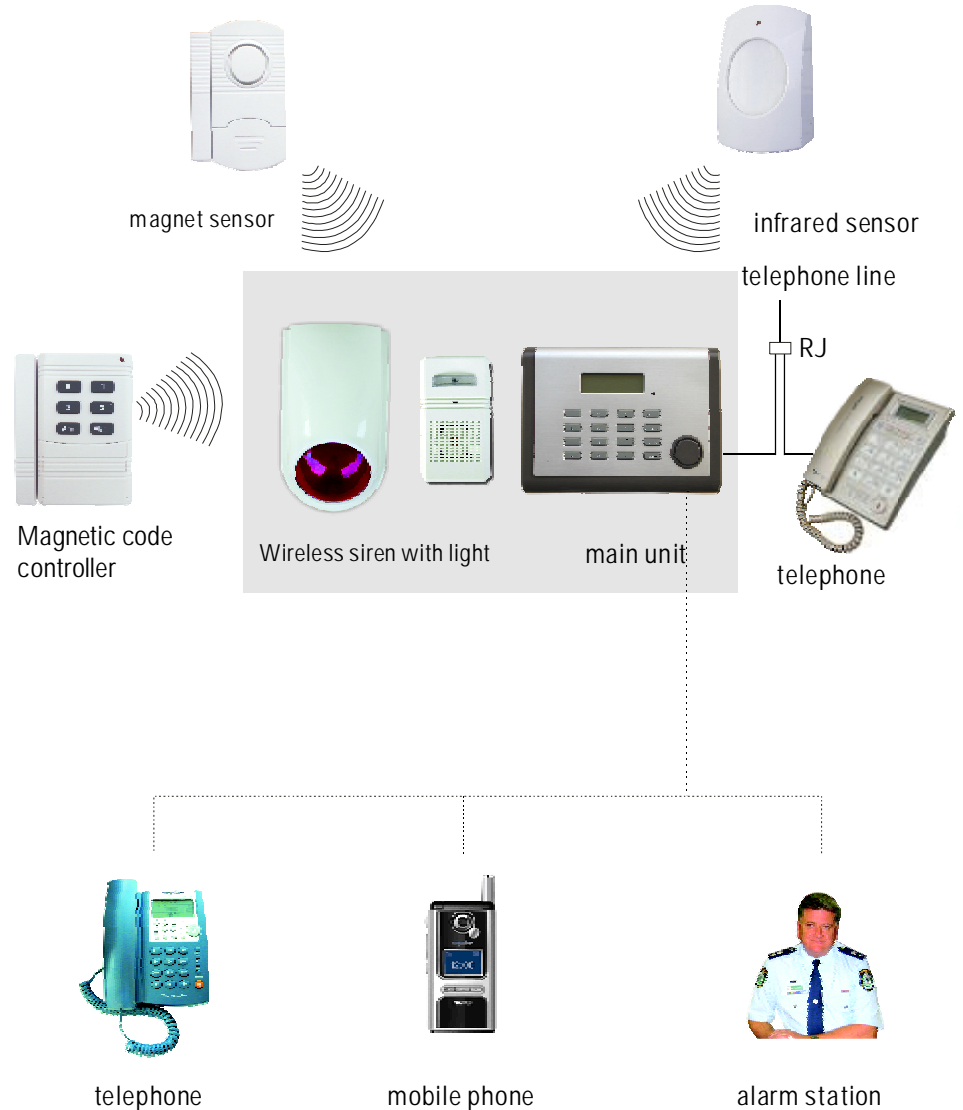 magnet sensor
infrared sensor
telephone line
RJ
Magnetic code
controller
Wireless siren with light
main unit
telephone
telephone
mobile phone
alarm station